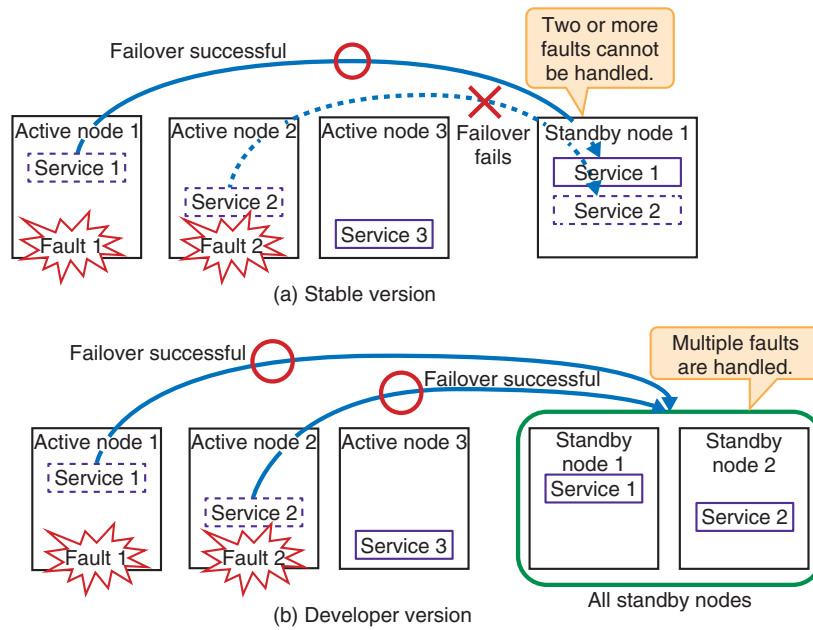 Failover successful
Two or more
faults cannot
be handled.
Active node 1
Active node 2
Active node 3
Failover
fails
Standby node 1
Service 1
Service 2
Service 3
Service 1
Service 2
Fault 1
Fault 2
(a) Stable version
Failover successful
Failover successful
Multiple faults
are handled.
Active node 1
Active node 2
Active node 3
Standby
node 1
Standby
node 2
Service 1
Service 2
Service 3
Service 1
Service 2
Fault 1
Fault 2
All standby nodes
(b) Developer version